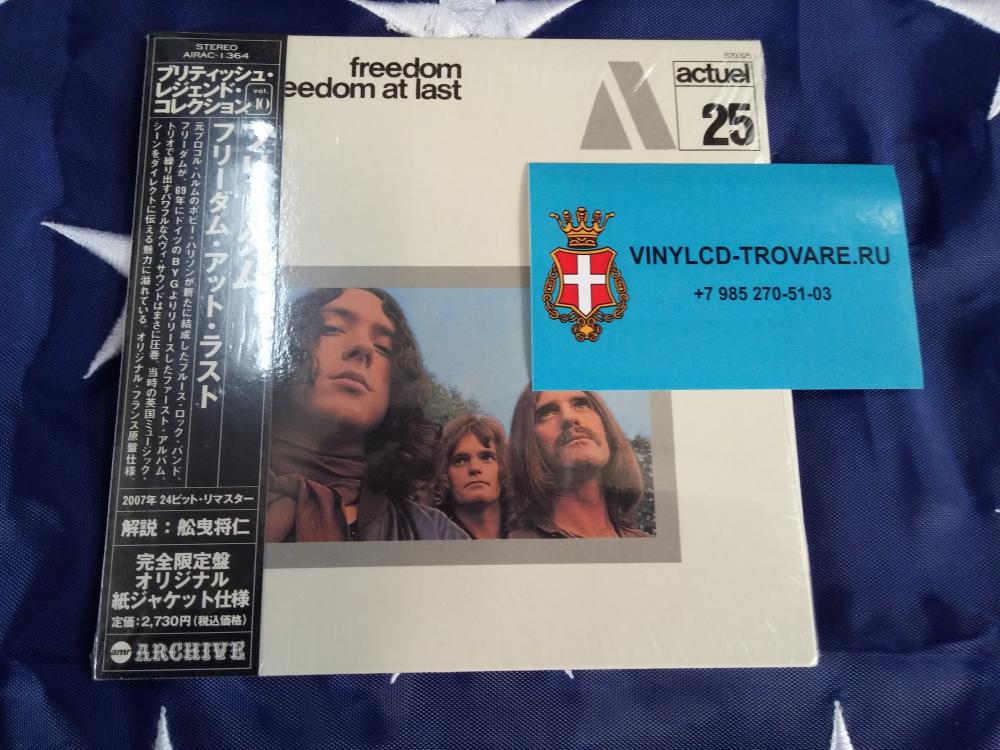 STEREO
AIRAC-1364
ブリティッシュ・
レジェンド・
コレクション
vol.
10
フリーダム
フリーダム・アット・ラスト
元プロコル・ハルムのボビー・ハリソンが新たに結成したブルース・ロック・バンド、
フリーダムが、69年にドイツのBYGよりリリースしたファースト・アルバム。
トリオで繰り出すパワフルなヘヴィ・サウンドはまさに圧巻。当時の英国ミュージック・
シーンをダイレクトに伝える魅力に溢れている。オリジナル・フランス原盤仕様。
2007年 24ビット・リマスター
解説：舩曳将仁
完全限定盤
オリジナル
紙ジャケット仕様
定価：2,730円(税込価格)
amr ARCHIVE
freedom
eedom at last
529325
actuel
25
VINYLCD-TROVARE.RU
+7 985 270-51-03